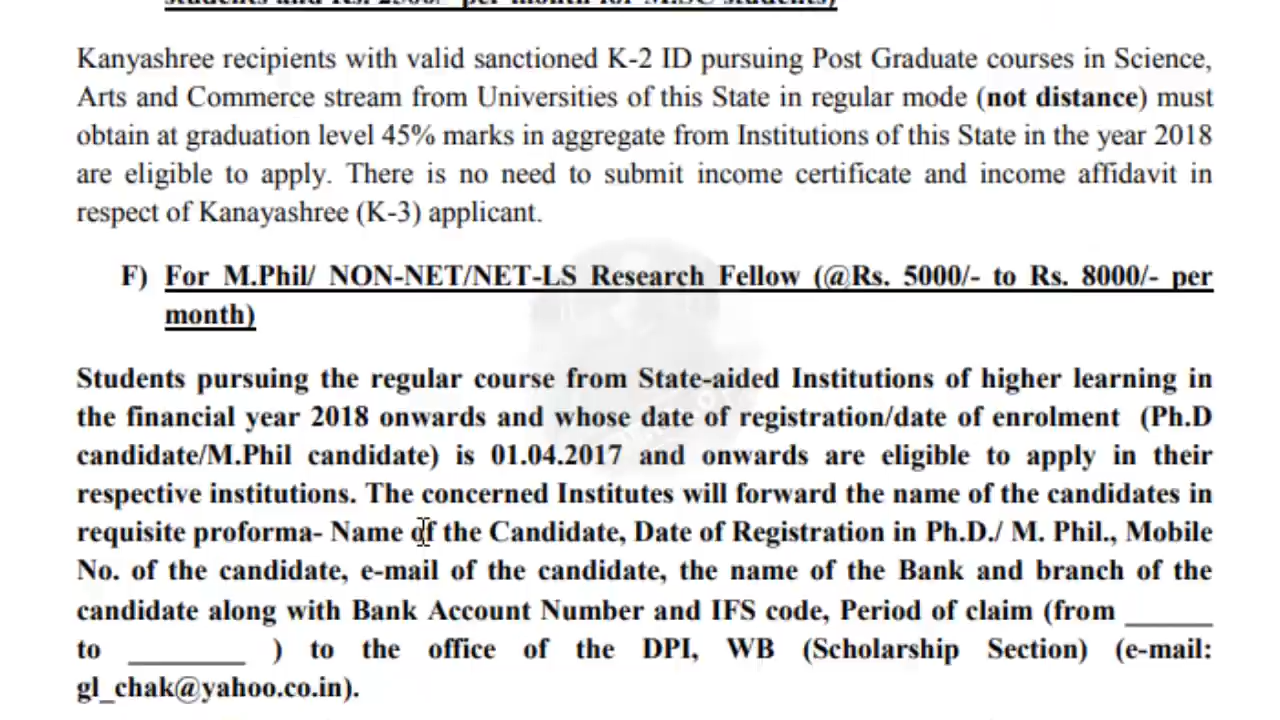 students and Rs. 2500/- per month for M.SC students)
Kanyashree recipients with valid sanctioned K-2 ID pursuing Post Graduate courses in Science,
Arts and Commerce stream from Universities of this State in regular mode (not distance) must
obtain at graduation level 45% marks in aggregate from Institutions of this State in the year 2018
are eligible to apply. There is no need to submit income certificate and income affidavit in
respect of Kanayashree (K-3) applicant.
F) For M.Phil/ NON-NET/NET-LS Research Fellow (@Rs. 5000/- to Rs. 8000/- per
month)
Students pursuing the regular course from State-aided Institutions of higher learning in
the financial year 2018 onwards and whose date of registration/date of enrolment (Ph.D
candidate/M.Phil candidate) is 01.04.2017 and onwards are eligible to apply in their
respective institutions. The concerned Institutes will forward the name of the candidates in
requisite proforma- Name of the Candidate, Date of Registration in Ph.D./ M. Phil., Mobile
No. of the candidate, e-mail of the candidate, the name of the Bank and branch of the
candidate along with Bank Account Number and IFS code, Period of claim (from ______
to ________ ) to the office of the DPI, WB (Scholarship Section) (e-mail:
gl_chak@yahoo.co.in).